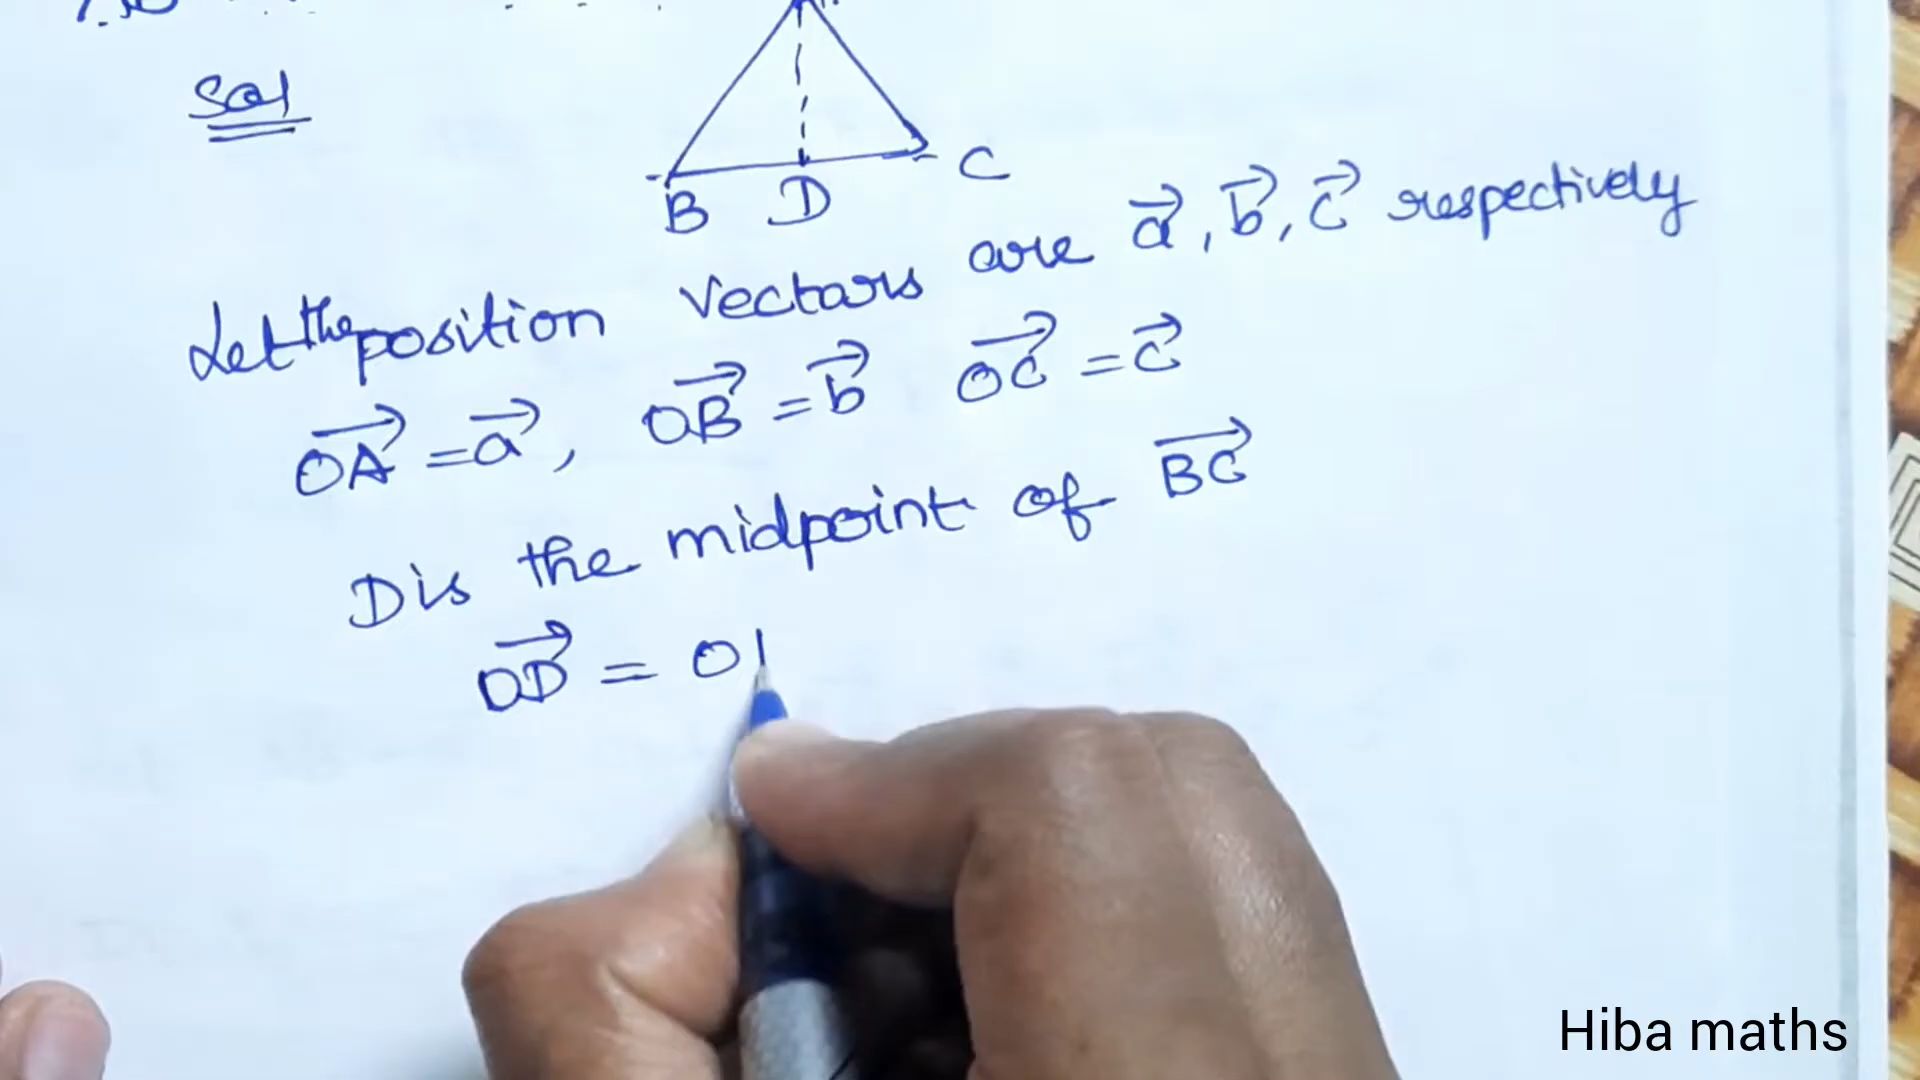 Sol
B D C
Let the position vectors are a⃗, b⃗, c⃗ respectively
OA⃗ = a⃗, OB⃗ = b⃗ OC⃗ = c⃗
D is the midpoint of BC⃗
OD⃗ = O
Hiba maths